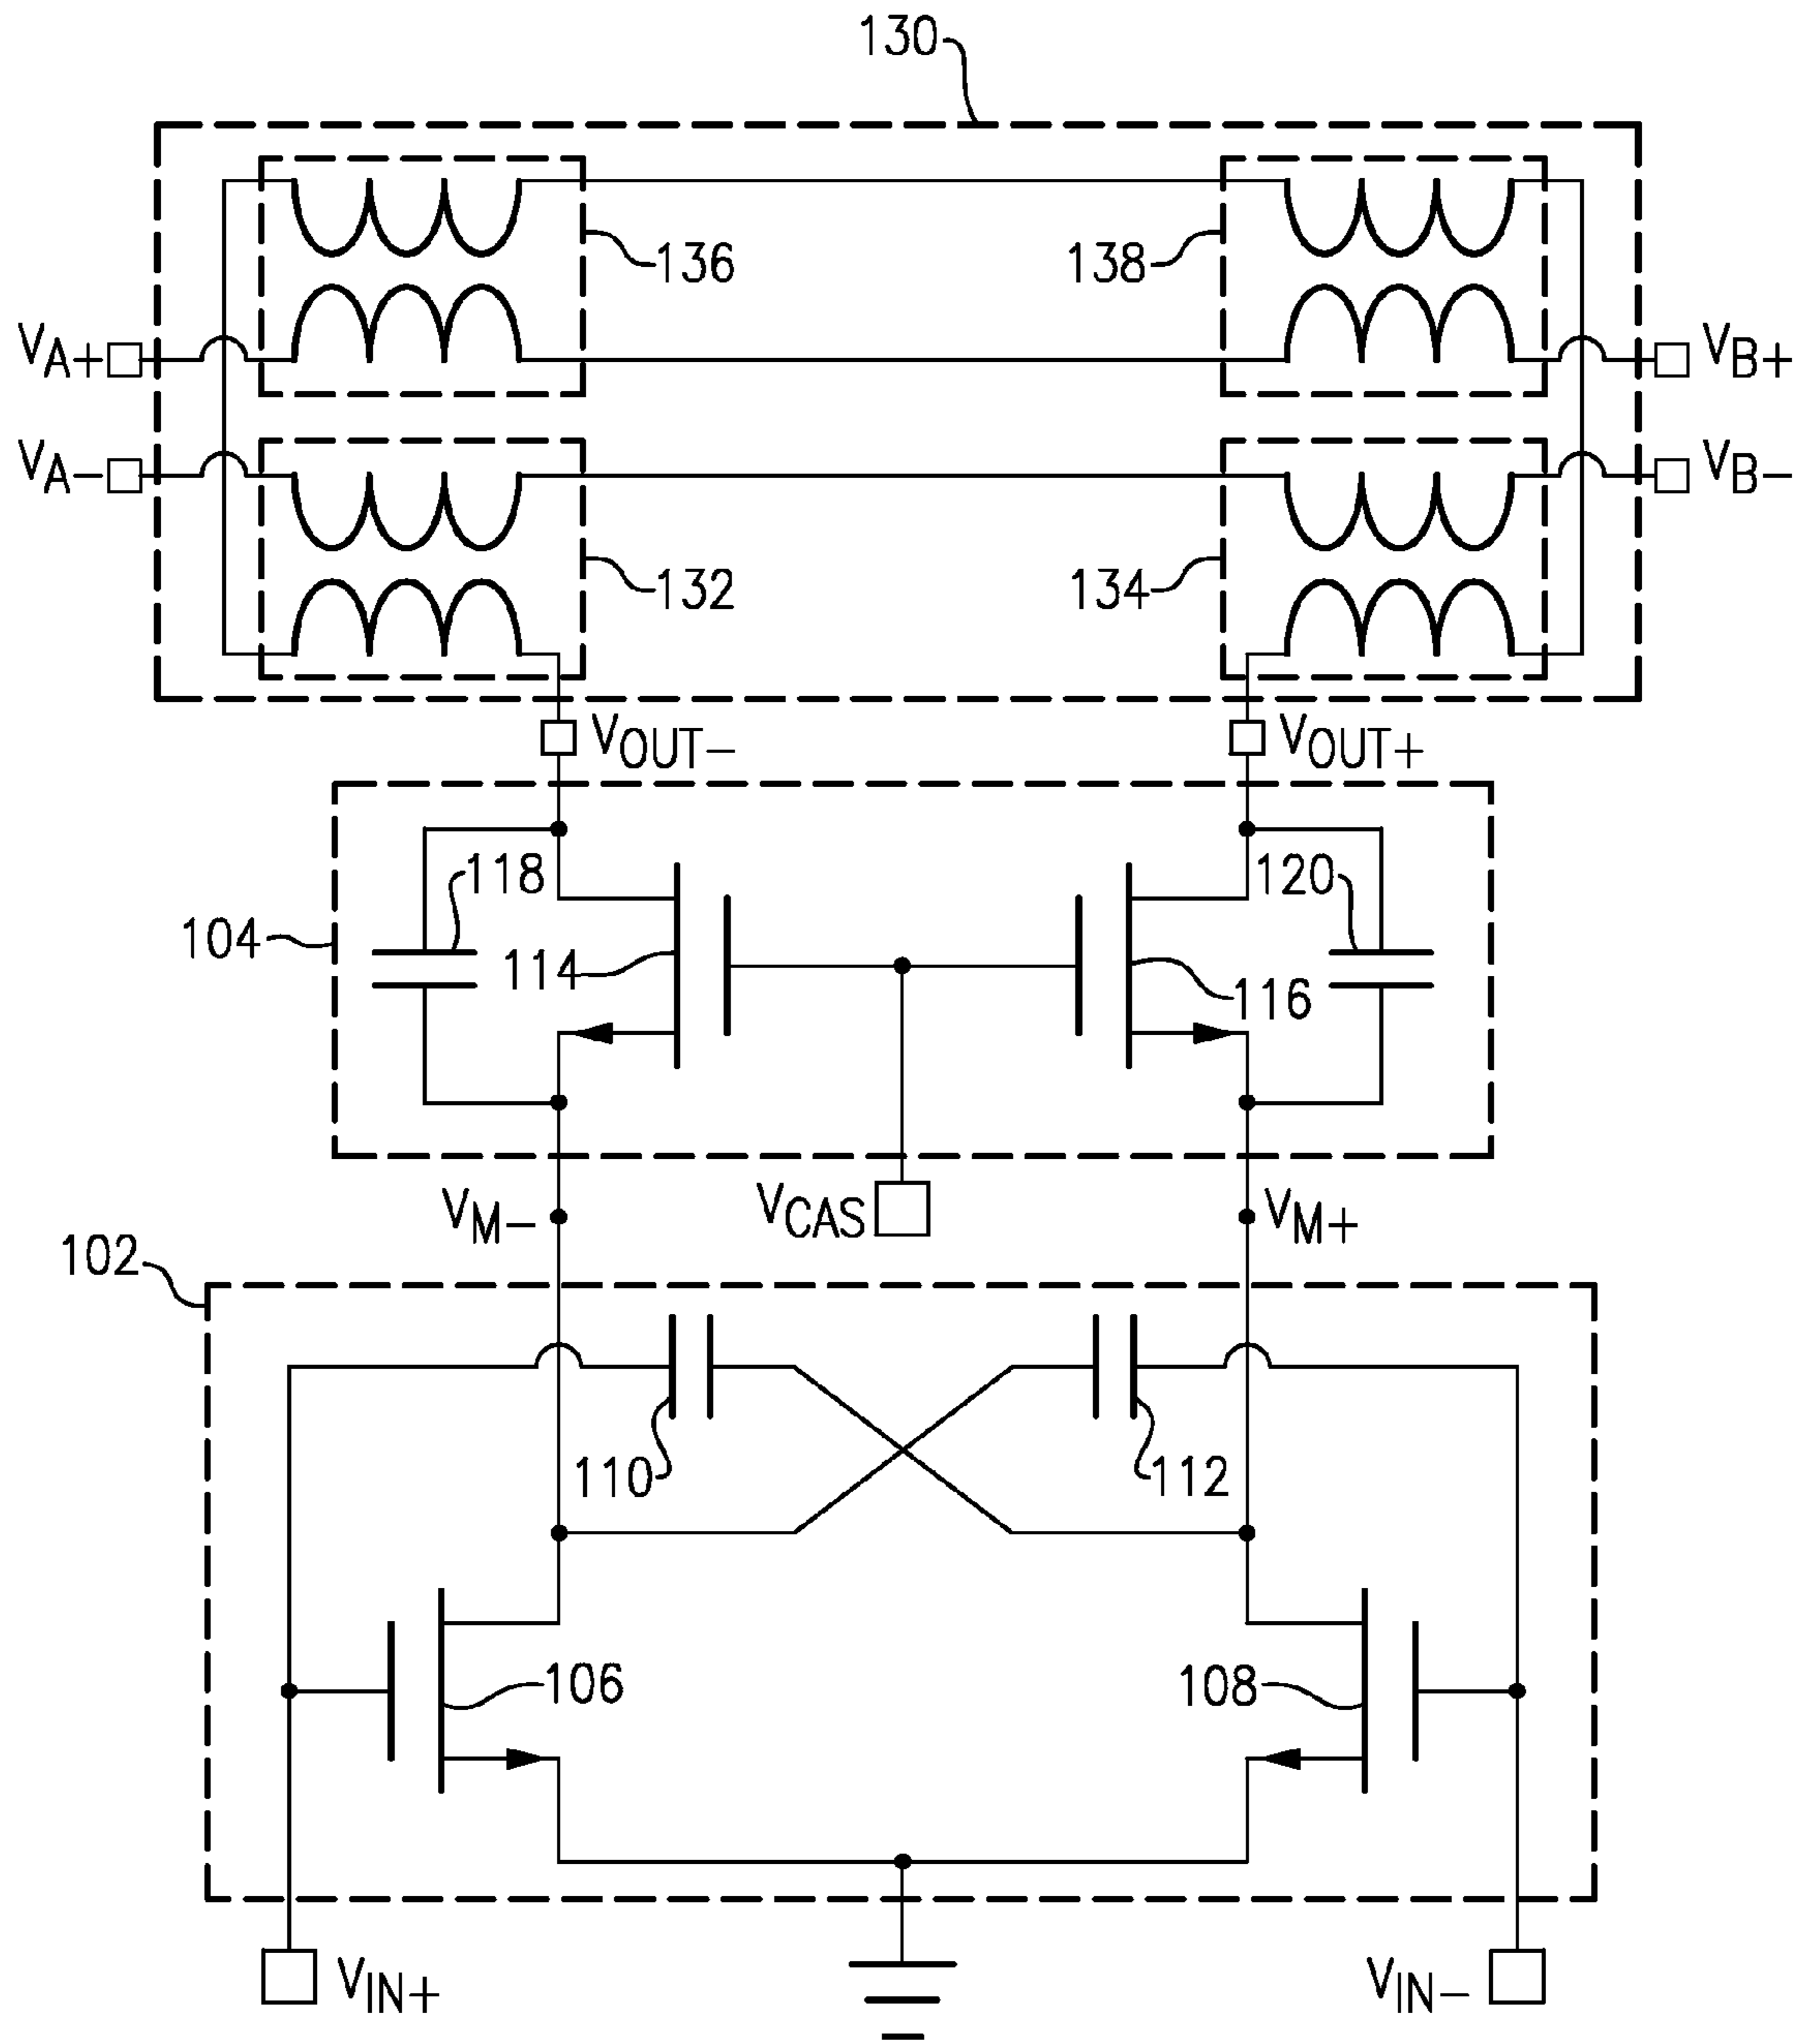 130
136
138
VA+
VB+
VA−
VB−
132
134
VOUT−
VOUT+
118
120
104
114
116
VM−
VCAS
VM+
102
110
112
106
108
VIN+
VIN−